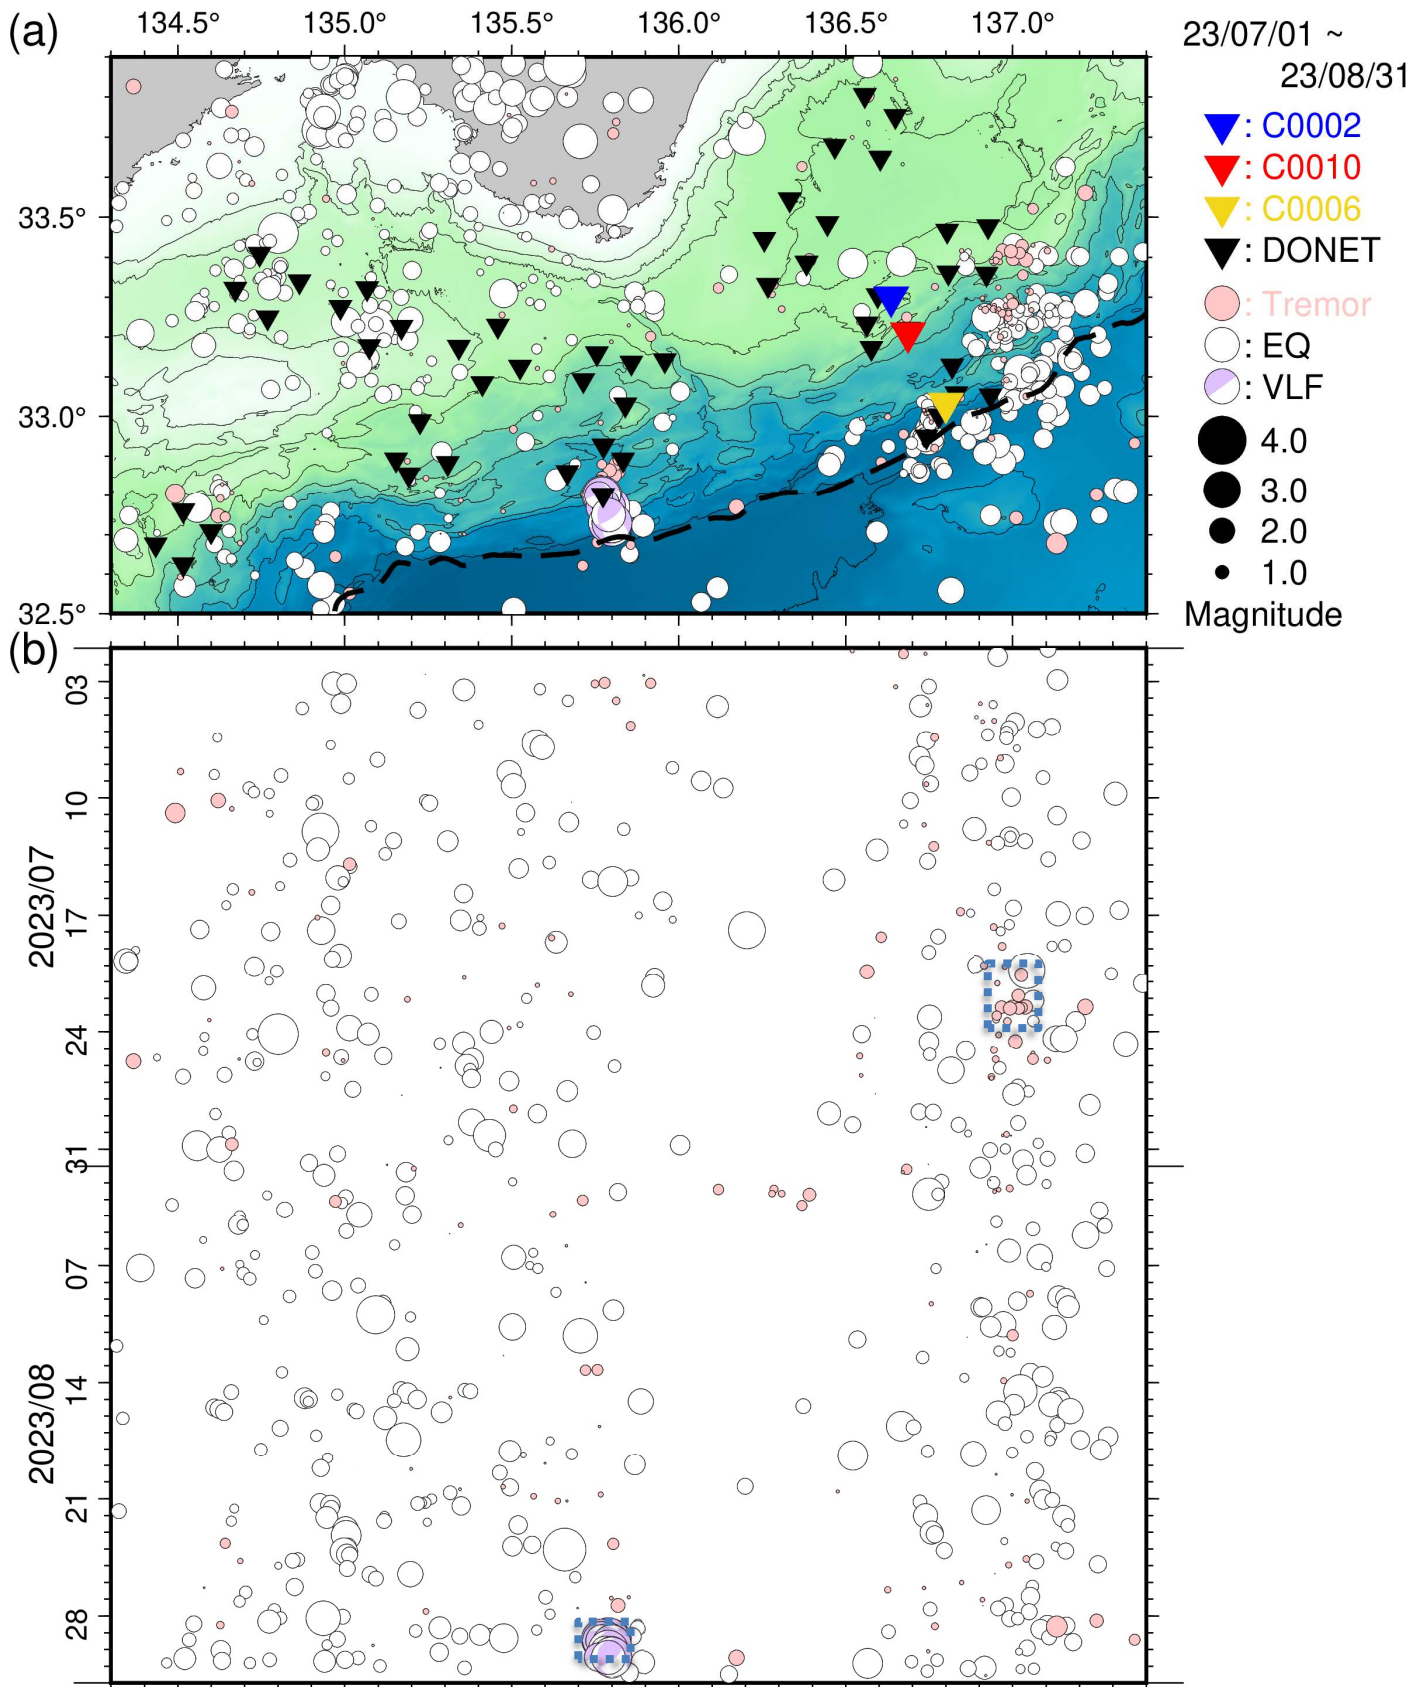 (a)
134.5° 135.0° 135.5° 136.0° 136.5° 137.0°
33.5°
33.0°
32.5°
23/07/01 ~
23/08/31
: C0002
: C0010
: C0006
: DONET
: Tremor
: EQ
: VLF
4.0
3.0
2.0
1.0
Magnitude
(b)
03
10
17
24
31
07
14
21
28
2023/07
2023/08